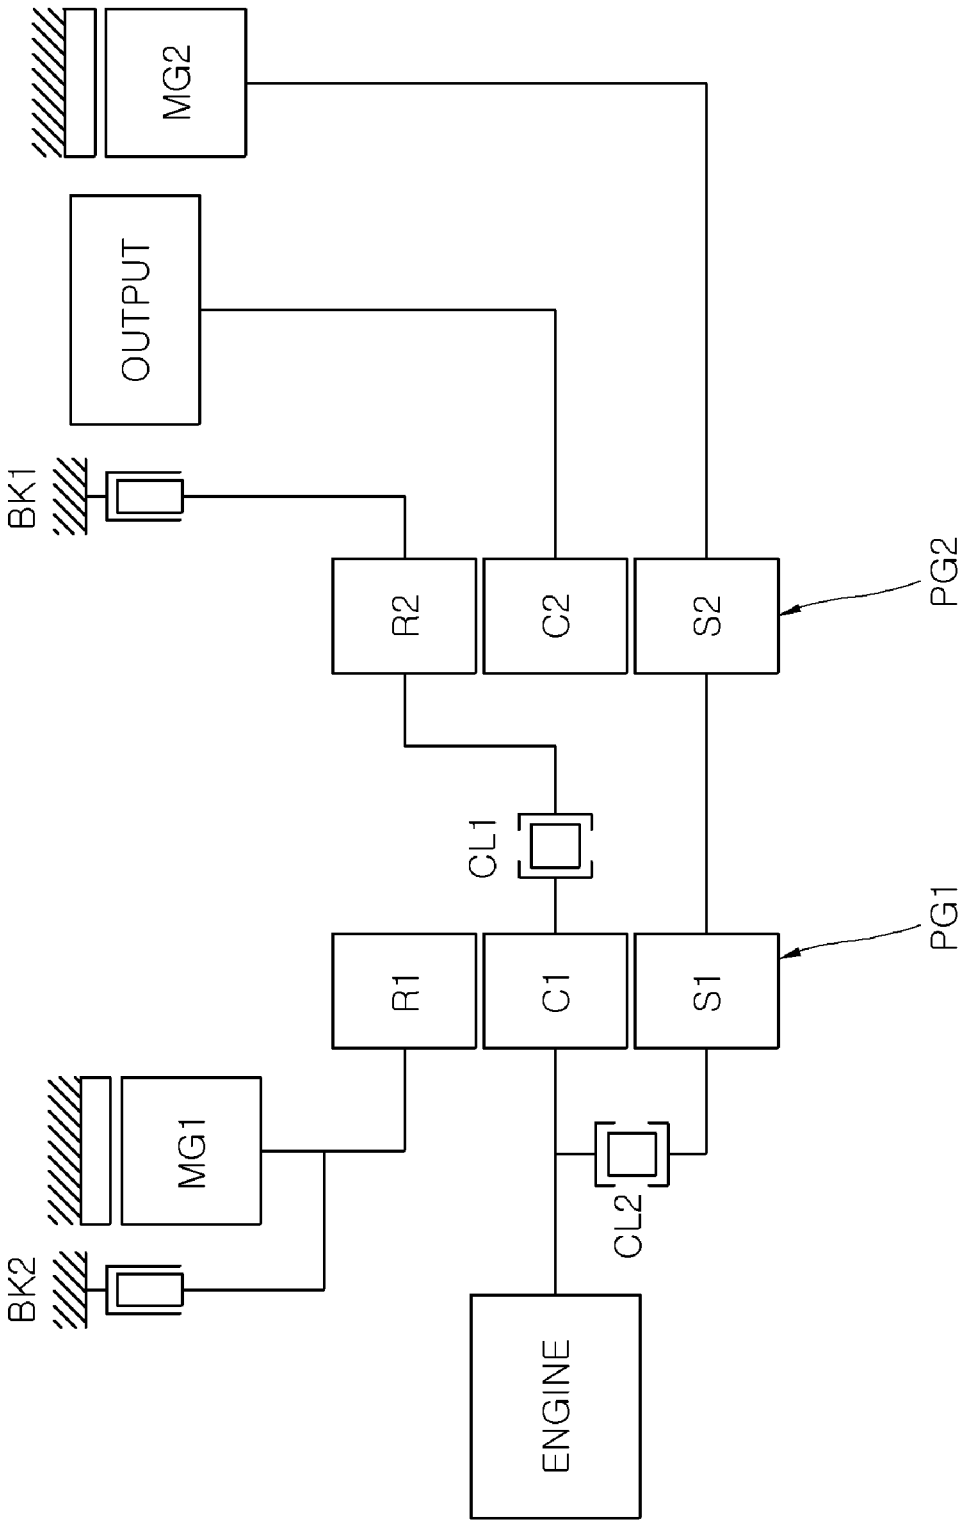 BK2
MG1
BK1
OUTPUT
MG2
R1
R2
CL1
ENGINE
C1
C2
CL2
S1
S2
PG1
PG2